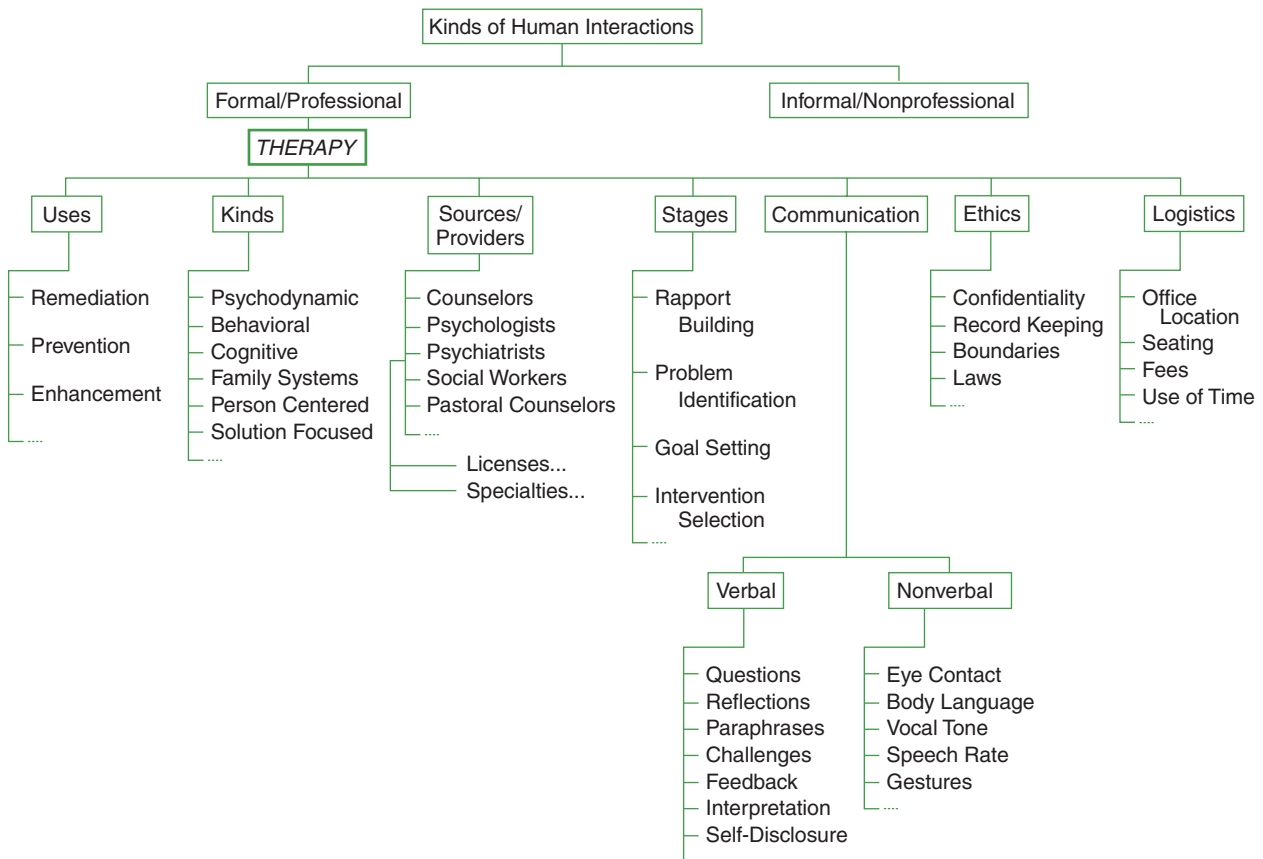 Kinds of Human Interactions
Formal/Professional
Informal/Nonprofessional
THERAPY
Uses
Kinds
Sources/
Providers
Stages
Communication
Ethics
Logistics
Remediation
Prevention
Enhancement
....
Psychodynamic
Behavioral
Cognitive
Family Systems
Person Centered
Solution Focused
....
Counselors
Psychologists
Psychiatrists
Social Workers
Pastoral Counselors
....
Licenses...
Specialties...
Rapport
Building
Problem
Identification
Goal Setting
Intervention
Selection
....
Verbal
Questions
Reflections
Paraphrases
Challenges
Feedback
Interpretation
Self-Disclosure
Nonverbal
Eye Contact
Body Language
Vocal Tone
Speech Rate
Gestures
....
Confidentiality
Record Keeping
Boundaries
Laws
....
Office
Location
Seating
Fees
Use of Time
....